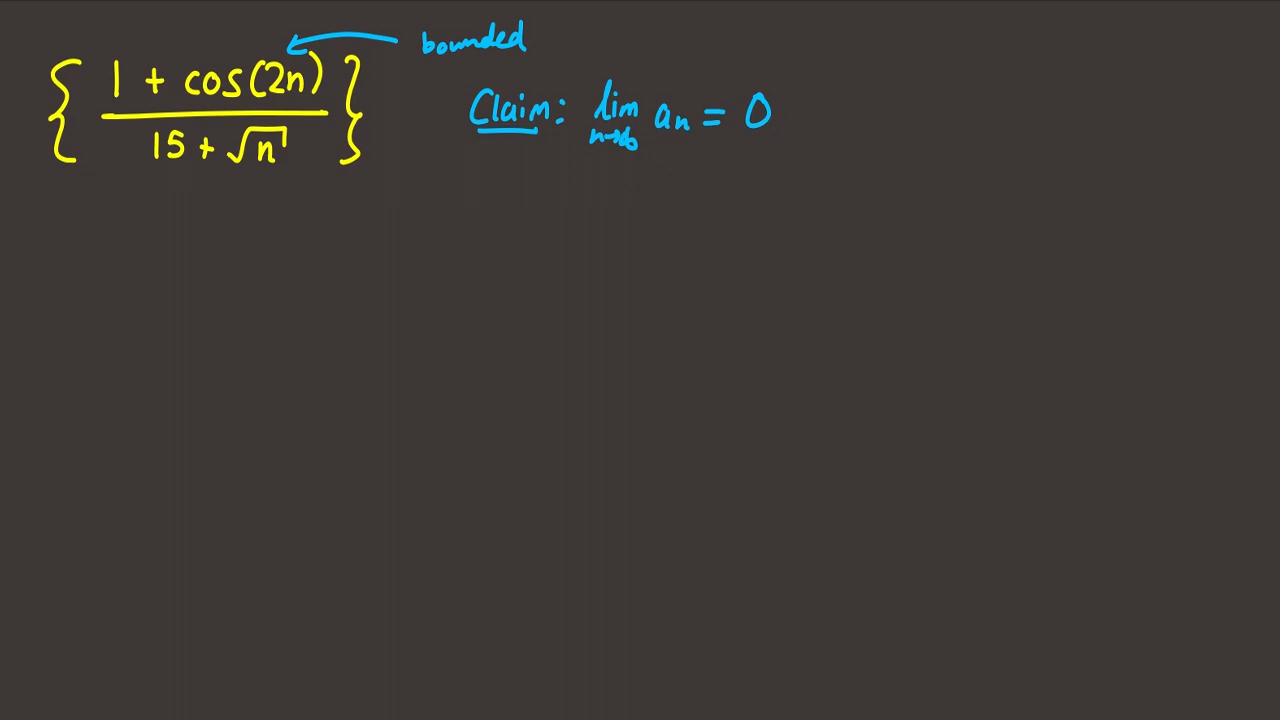 bounded
{ (1 + cos(2n)) / (15 + √n) }
Claim: lim n→∞ an = 0